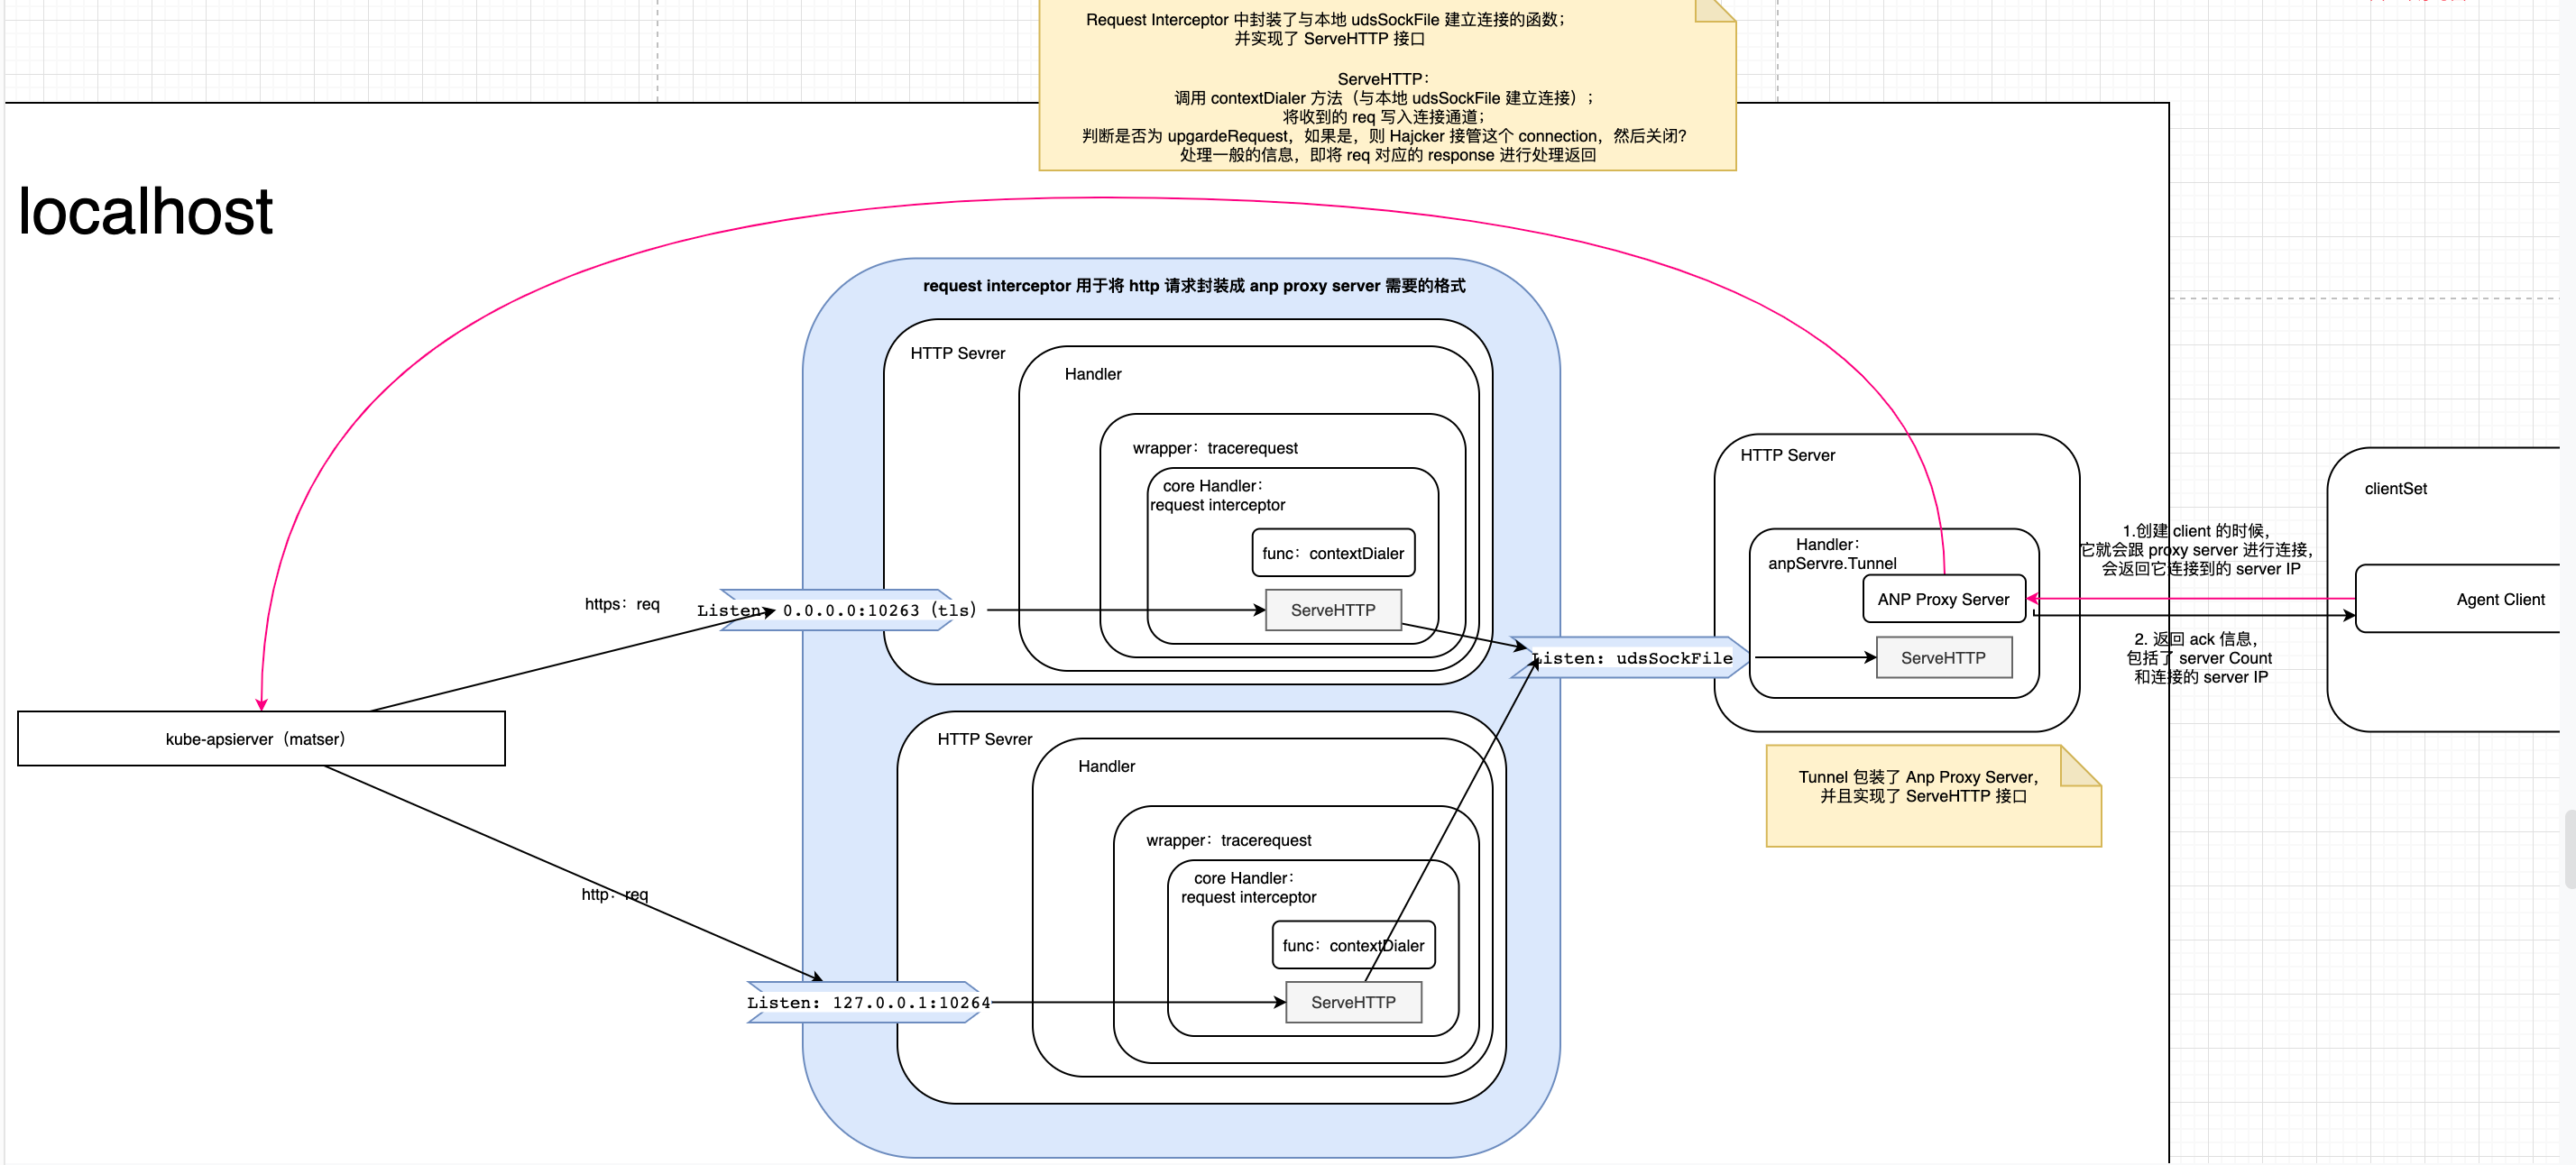 Request Interceptor 中封装了与本地 udsSockFile 建立连接的函数；
并实现了 ServeHTTP 接口
ServeHTTP：
调用 contextDialer 方法（与本地 udsSockFile 建立连接）；
将收到的 req 写入连接通道；
判断是否为 upgardeRequest，如果是，则 Hajcker 接管这个 connection，然后关闭？
处理一般的信息，即将 req 对应的 response 进行处理返回
localhost
request interceptor 用于将 http 请求封装成 anp proxy server 需要的格式
HTTP Sevrer
Handler
wrapper：tracerequest
core Handler：
request interceptor
func：contextDialer
https：req
Listen: 0.0.0.0:10263（tls）
ServeHTTP
HTTP Server
Handler：
anpServre.Tunnel
ANP Proxy Server
Listen: udsSockFile
ServeHTTP
clientSet
1.创建 client 的时候，
它就会跟 proxy server 进行连接，
会返回它连接到的 server IP
Agent Client
2. 返回 ack 信息，
包括了 server Count
和连接的 server IP
kube-apsierver（matser）
HTTP Sevrer
Handler
Tunnel 包装了 Anp Proxy Server，
并且实现了 ServeHTTP 接口
wrapper：tracerequest
core Handler：
request interceptor
http：req
func：contextDialer
Listen: 127.0.0.1:10264
ServeHTTP